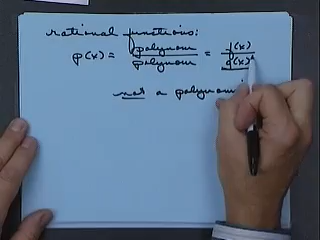 rational functions:
p(x) = polynom / polynom = f(x) / g(x)
not a polynom